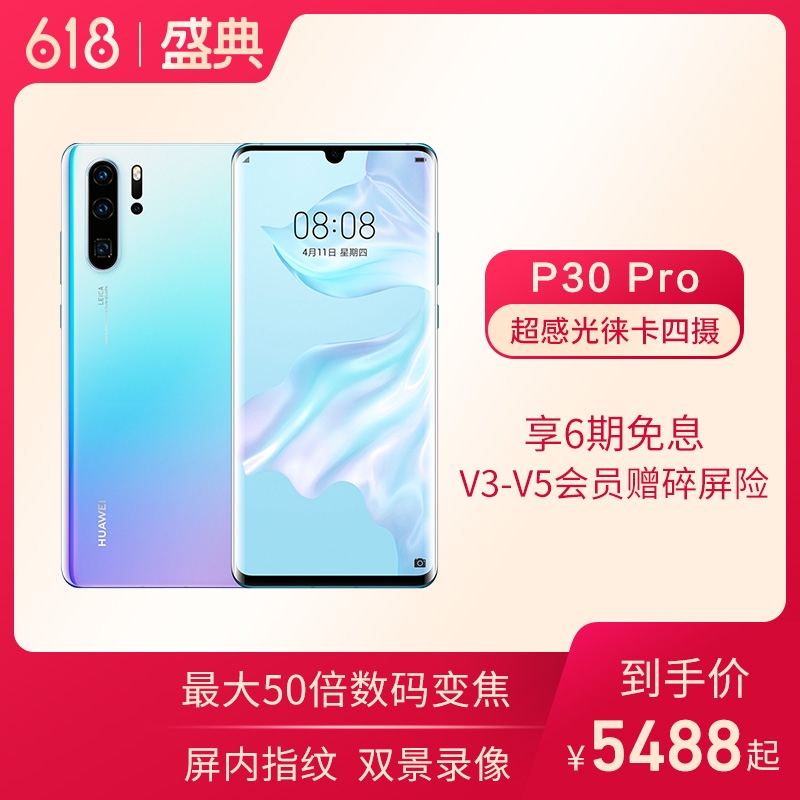 618 | 盛典
08:08
4月11日 星期四
LEICA
HUAWEI
P30 Pro
超感光徕卡四摄
享6期免息
V3-V5会员赠碎屏险
最大50倍数码变焦
屏内指纹 双景录像
到手价
¥5488起